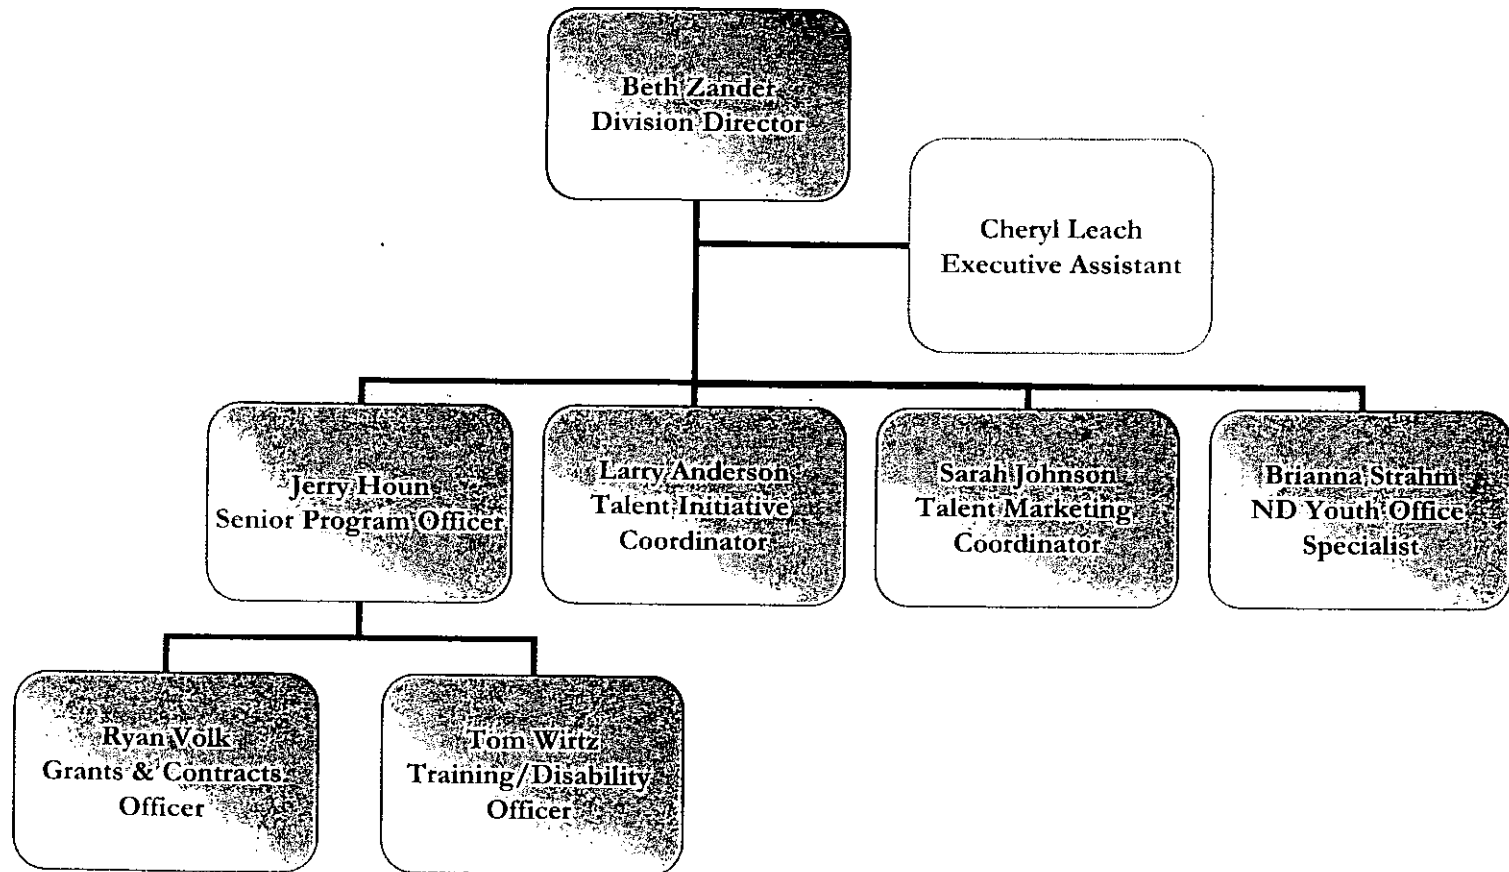 Beth Zander
Division Director
Cheryl Leach
Executive Assistant
Jerry Houn
Senior Program Officer
Larry Anderson
Talent Initiative
Coordinator
Sarah Johnson
Talent Marketing
Coordinator
Brianna Strahm
ND Youth Office
Specialist
Ryan Volk
Grants & Contracts
Officer
Tom Wirtz
Training/Disability
Officer